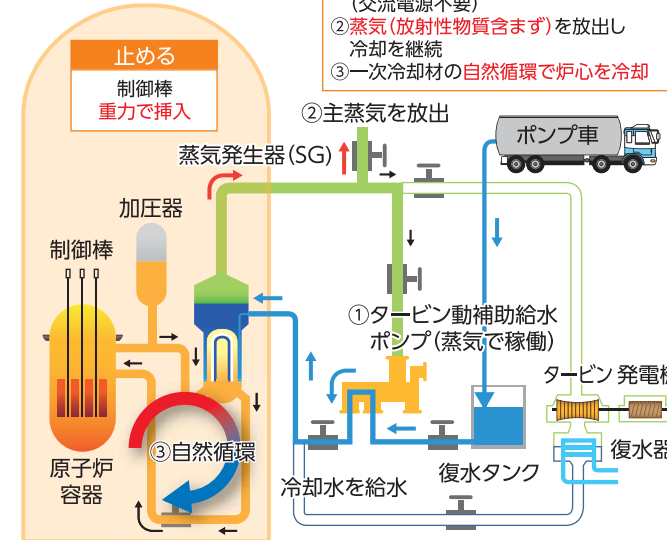 (交流電源不要)
②蒸気(放射性物質含まず)を放出し
冷却を継続
③一次冷却材の自然循環で炉心を冷却
止める
制御棒
重力で挿入
②主蒸気を放出
ポンプ車
蒸気発生器(SG)
加圧器
制御棒
①タービン動補助給水
ポンプ(蒸気で稼働)
タービン
発電機
③自然循環
復水器
原子炉
容器
復水タンク
冷却水を給水